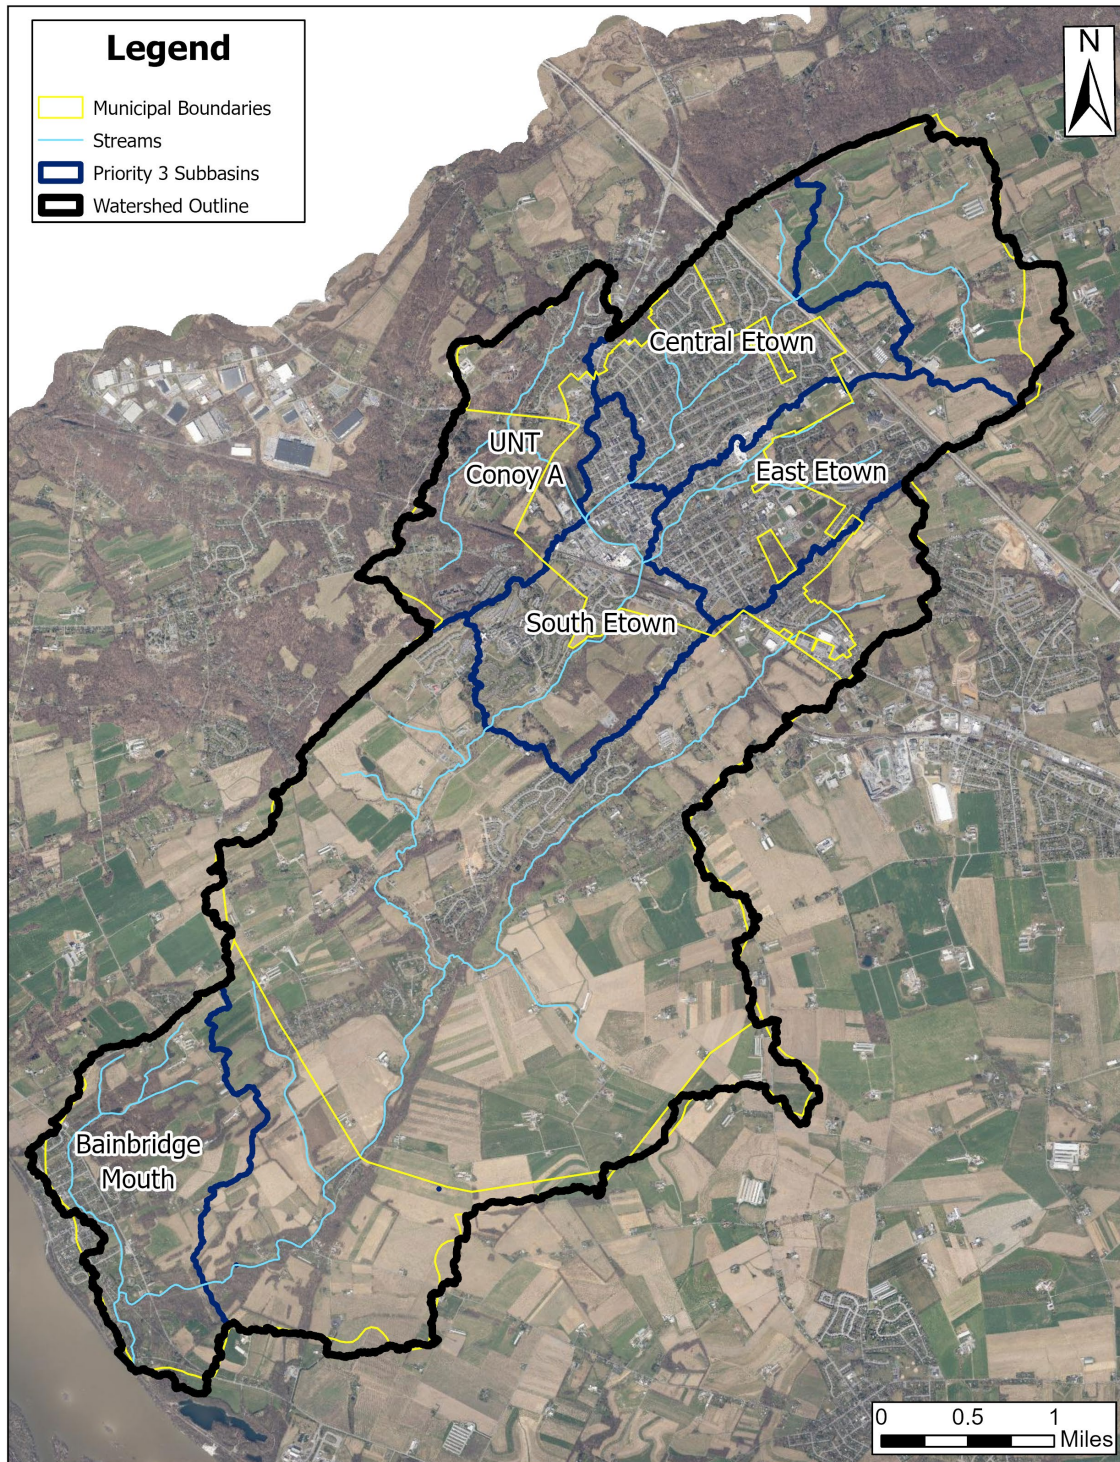 Legend
Municipal Boundaries
Streams
Priority 3 Subbasins
Watershed Outline
N
Central Etown
UNT
Conoy A
East Etown
South Etown
Bainbridge
Mouth
0 0.5 1
Miles